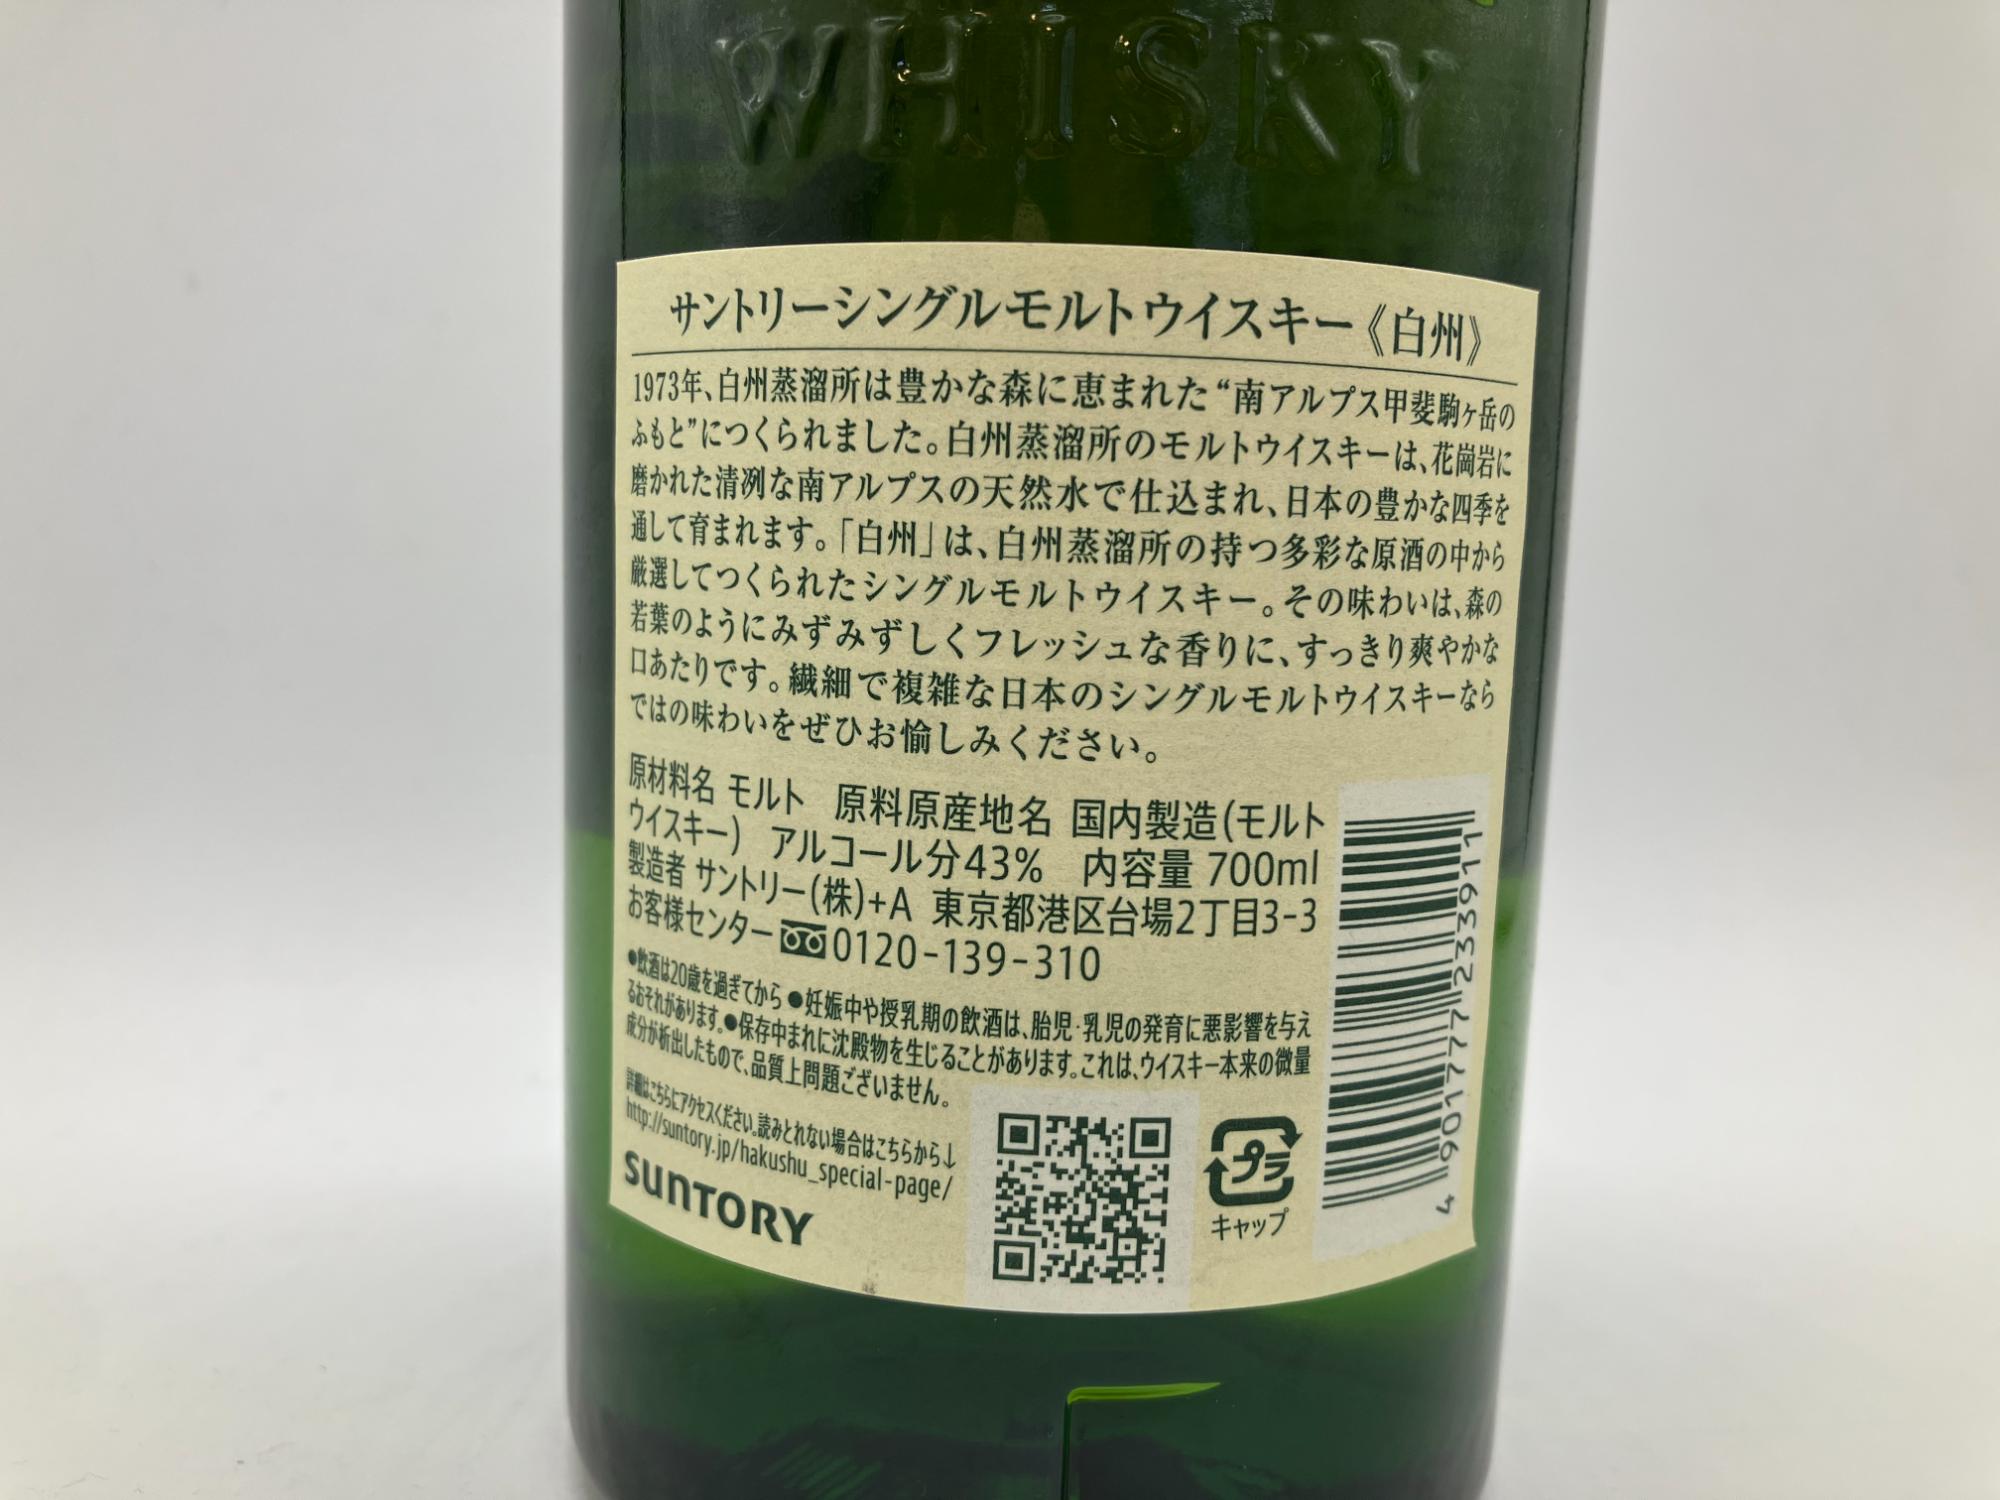 WHISKY
サントリーシングルモルトウイスキー《白州》
1973年、白州蒸溜所は豊かな森に恵まれた“南アルプス甲斐駒ヶ岳の
ふもと”につくられました。白州蒸溜所のモルトウイスキーは、花崗岩に
磨かれた清冽な南アルプスの天然水で仕込まれ、日本の豊かな四季を
通して育まれます。「白州」は、白州蒸溜所の持つ多彩な原酒の中から
厳選してつくられたシングルモルトウイスキー。その味わいは、森の
若葉のようにみずみずしくフレッシュな香りに、すっきり爽やかな
口あたりです。繊細で複雑な日本のシングルモルトウイスキーなら
ではの味わいをぜひお愉しみください。
原材料名 モルト 原料原産地名 国内製造(モルト
ウイスキー) アルコール分43% 内容量 700ml
製造者 サントリー(株)+A 東京都港区台場2丁目3-3
お客様センター 0120-139-310
●飲酒は20歳を過ぎてから ●妊娠中や授乳期の飲酒は、胎児・乳児の発育に悪影響を与え
るおそれがあります。●保存中まれに沈殿物を生じることがあります。これは、ウイスキー本来の微量
成分が析出したもので、品質上問題ございません。
詳細はこちらにアクセスください。読みとれない場合はこちらから↓
http://suntory.jp/hakushu_special-page/
SUNTORY
プラ
キャップ
4 901777 233911